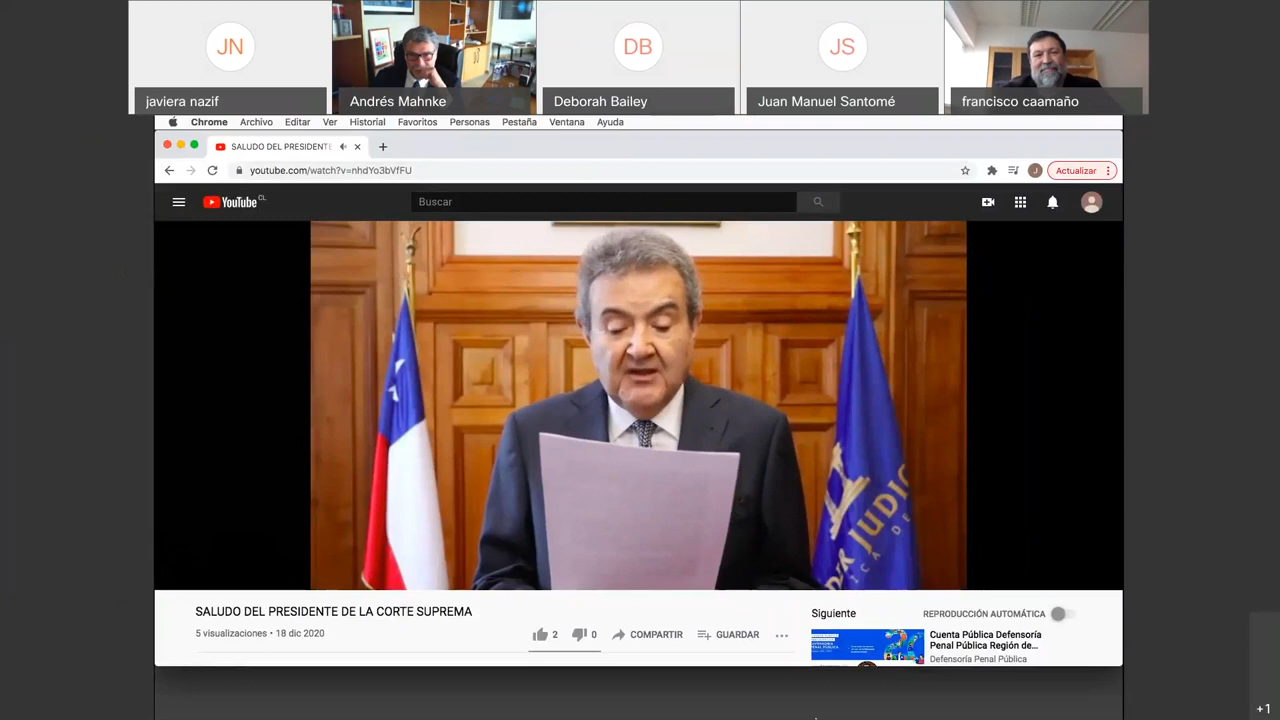 JN
DB
JS
javiera nazif
Andrés Mahnke
Deborah Bailey
Juan Manuel Santomé
francisco caamaño
Chrome Archivo Editar Ver Historial Favoritos Personas Pestaña Ventana Ayuda
SALUDO DEL PRESIDENTE
youtube.com/watch?v=nhdYo3bVfFU
J
Actualizar
YouTube CL
Buscar
JUDIC
ICA DE
SALUDO DEL PRESIDENTE DE LA CORTE SUPREMA
5 visualizaciones • 18 dic 2020
2
0
COMPARTIR
GUARDAR
Siguiente
REPRODUCCIÓN AUTOMÁTICA
Cuenta Pública Defensoría
Penal Pública Región de...
Defensoría Penal Pública
+1